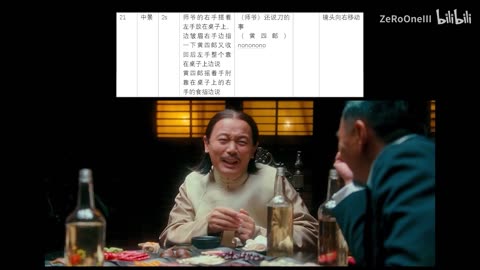 21 中景 2s 师爷的右手摸着 (师爷)还说刀的 镜头向右移动
左手放在桌子上, 事
边皱眉右手边指 (黄四郎)
一下黄四郎又收 nononono
回后左手整个靠
在桌子上边说
黄四郎摇着手肘
靠在桌子上的右
手的食指边说
ZeRoOneIII bilibili